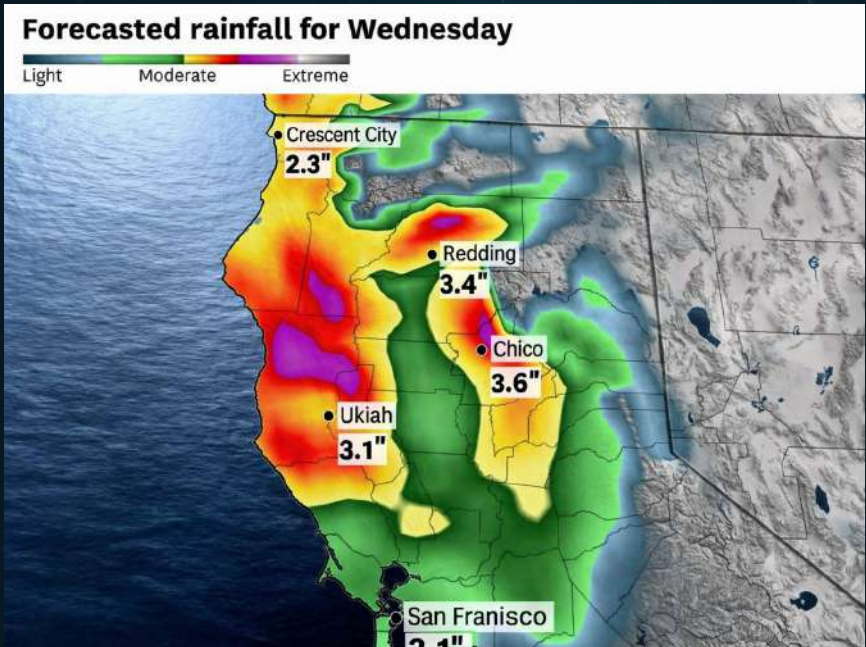 Forecasted rainfall for Wednesday
Light Moderate Extreme
Crescent City
2.3"
Redding
3.4"
Chico
3.6"
Ukiah
3.1"
San Franisco